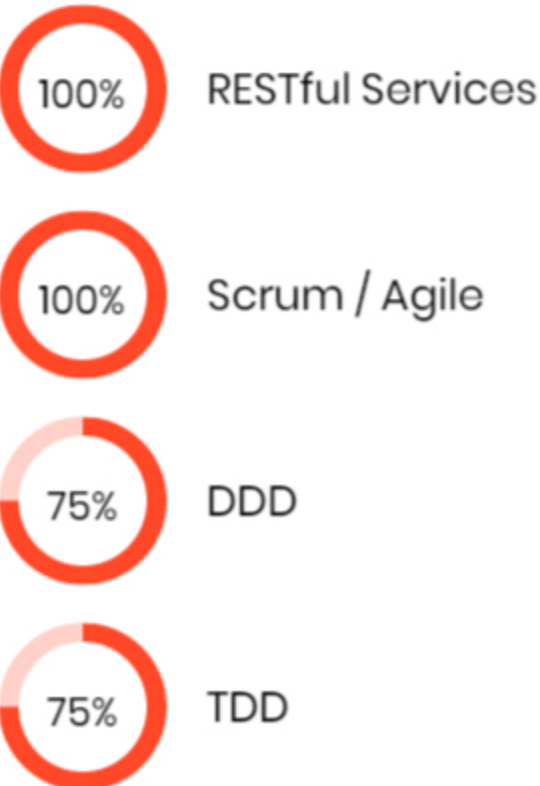 100% RESTful Services
100% Scrum / Agile
75% DDD
75% TDD